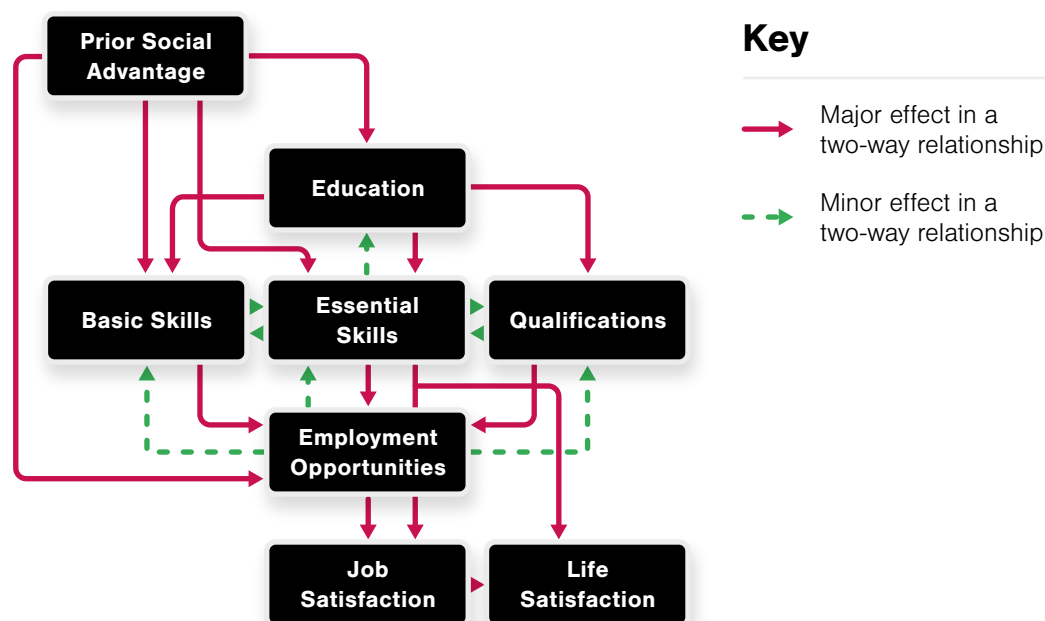 Prior Social
Advantage
Education
Basic Skills
Essential
Skills
Qualifications
Employment
Opportunities
Job
Satisfaction
Life
Satisfaction
Key
Major effect in a
two-way relationship
Minor effect in a
two-way relationship